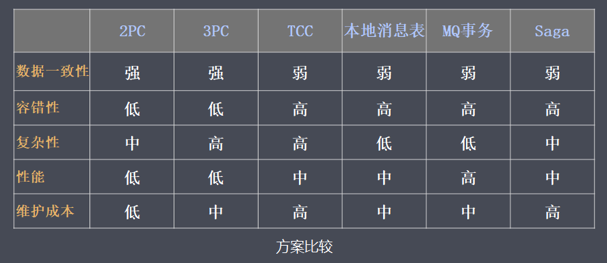 2PC 3PC TCC 本地消息表 MQ事务 Saga
数据一致性 强 强 弱 弱 弱 弱
容错性 低 低 高 高 高 高
复杂性 中 高 高 低 低 中
性能 低 低 中 中 高 中
维护成本 低 中 高 中 中 高
方案比较